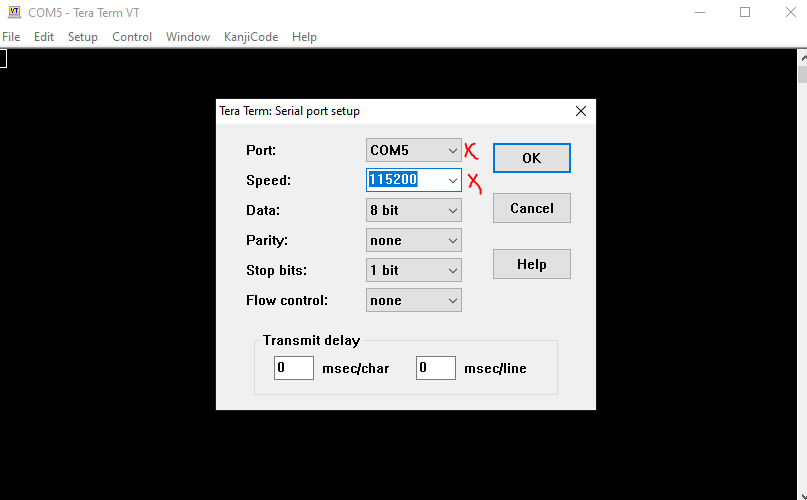 VT COM5 - Tera Term VT
File Edit Setup Control Window KanjiCode Help
Tera Term: Serial port setup
Port: COM5 X OK
Speed: 115200 X
Data: 8 bit Cancel
Parity: none
Stop bits: 1 bit Help
Flow control: none
Transmit delay
0 msec/char 0 msec/line